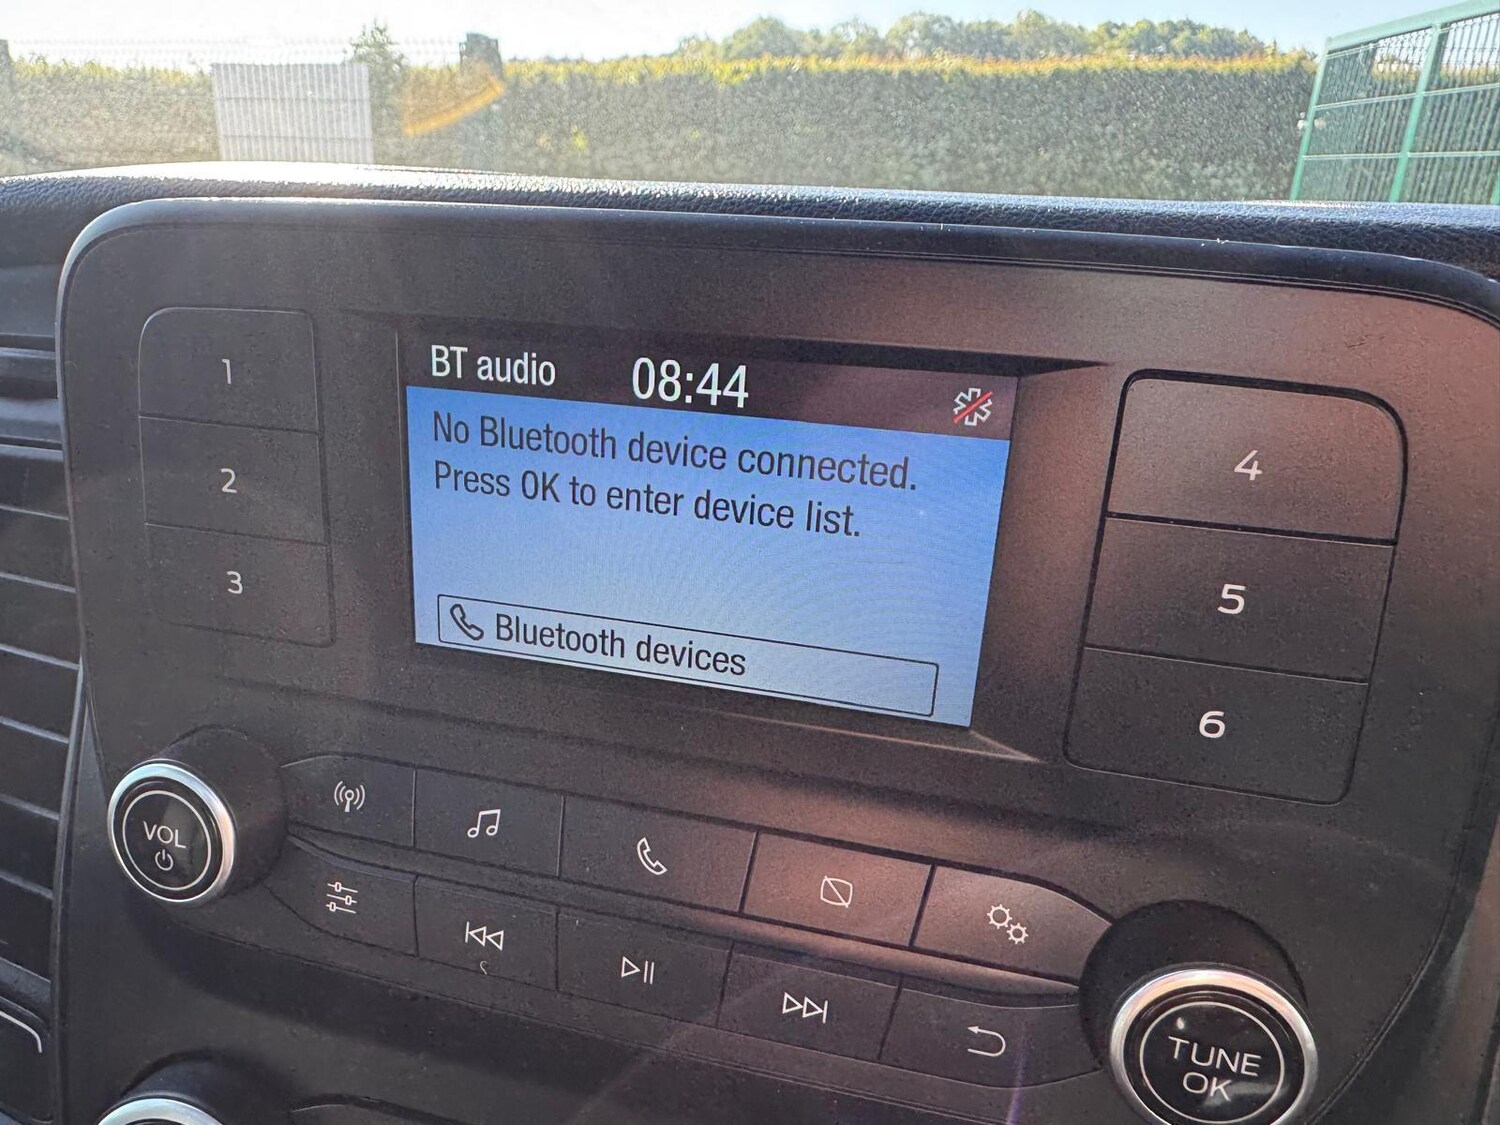 BT audio 08:44
No Bluetooth device connected.
Press OK to enter device list.
Bluetooth devices
1
2
3
4
5
6
VOL
TUNE
OK